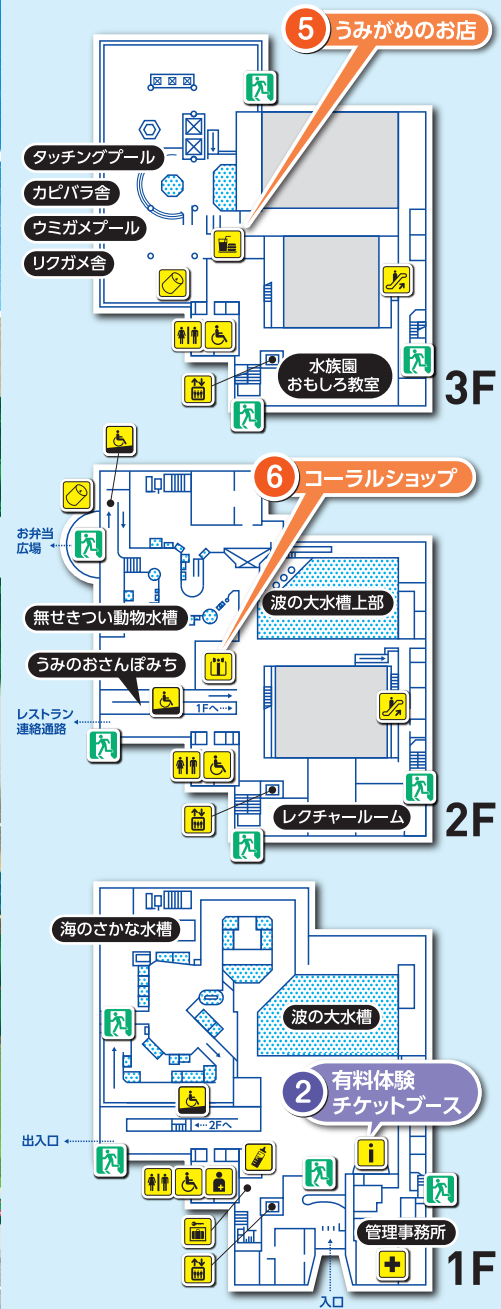 5 うみがめのお店
タッチングプール
カピバラ舎
ウミガメプール
リクガメ舎
水族園
おもしろ教室
3F
6 コーラルショップ
お弁当
広場
無せきつい動物水槽
波の大水槽上部
うみのおさんぽみち
1Fへ…→
レストラン
連絡通路
レクチャールーム
2F
海のさかな水槽
波の大水槽
2 有料体験
チケットブース
←…2Fへ
出入口
管理事務所
1F
入口